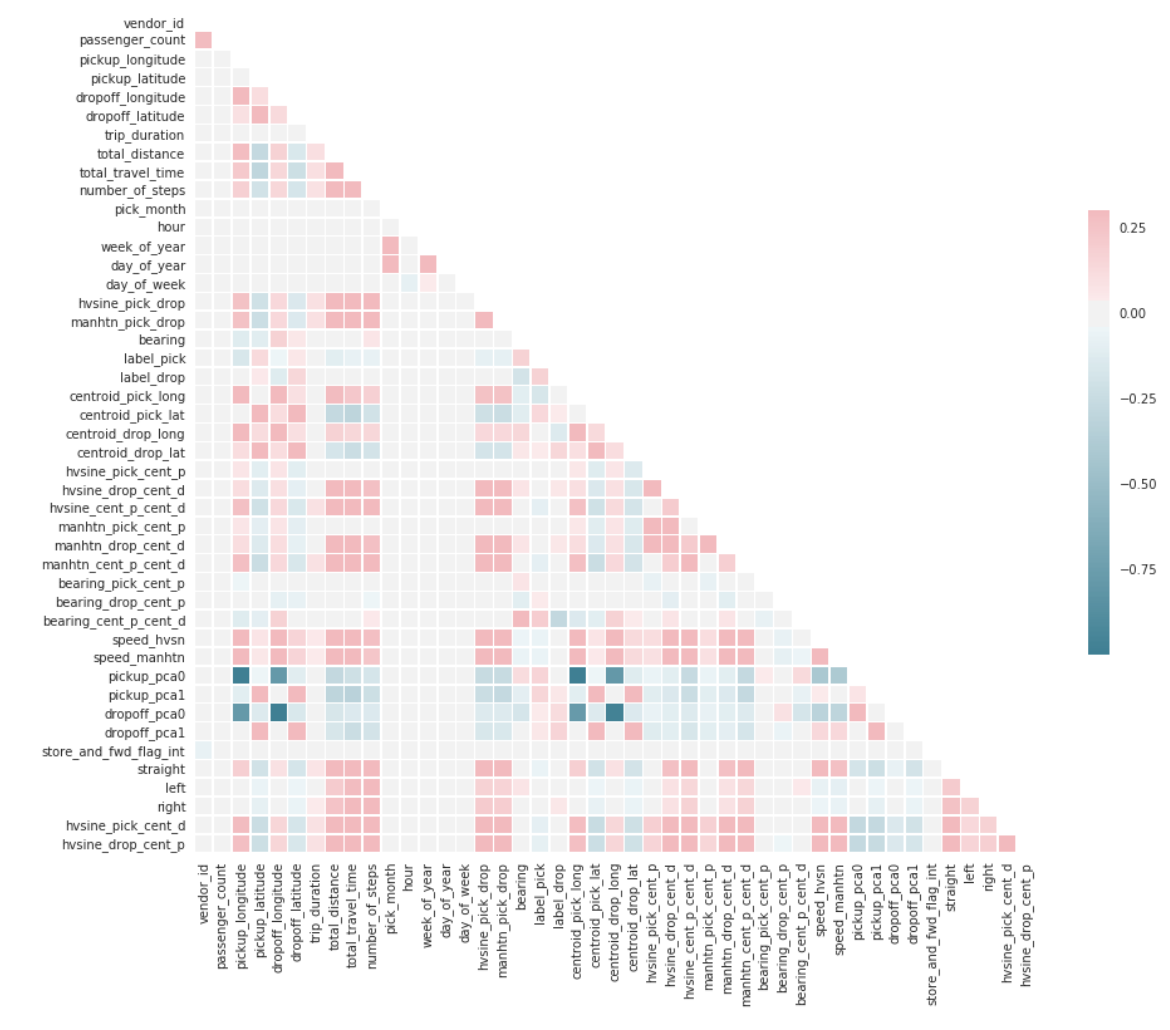 vendor_id
passenger_count
pickup_longitude
pickup_latitude
dropoff_longitude
dropoff_latitude
trip_duration
total_distance
total_travel_time
number_of_steps
pick_month
hour
week_of_year
day_of_year
day_of_week
hvsine_pick_drop
manhtn_pick_drop
bearing
label_pick
label_drop
centroid_pick_long
centroid_pick_lat
centroid_drop_long
centroid_drop_lat
hvsine_pick_cent_p
hvsine_drop_cent_d
hvsine_cent_p_cent_d
manhtn_pick_cent_p
manhtn_drop_cent_d
manhtn_cent_p_cent_d
bearing_pick_cent_p
bearing_drop_cent_p
bearing_cent_p_cent_d
speed_hvsn
speed_manhtn
pickup_pca0
pickup_pca1
dropoff_pca0
dropoff_pca1
store_and_fwd_flag_int
straight
left
right
hvsine_pick_cent_d
hvsine_drop_cent_p
vendor_id
passenger_count
pickup_longitude
pickup_latitude
dropoff_longitude
dropoff_latitude
trip_duration
total_distance
total_travel_time
number_of_steps
pick_month
hour
week_of_year
day_of_year
day_of_week
hvsine_pick_drop
manhtn_pick_drop
bearing
label_pick
label_drop
centroid_pick_long
centroid_pick_lat
centroid_drop_long
centroid_drop_lat
hvsine_pick_cent_p
hvsine_drop_cent_d
hvsine_cent_p_cent_d
manhtn_pick_cent_p
manhtn_drop_cent_d
manhtn_cent_p_cent_d
bearing_pick_cent_p
bearing_drop_cent_p
bearing_cent_p_cent_d
speed_hvsn
speed_manhtn
pickup_pca0
pickup_pca1
dropoff_pca0
dropoff_pca1
store_and_fwd_flag_int
straight
left
right
hvsine_pick_cent_d
hvsine_drop_cent_p
0.25
0.00
−0.25
−0.50
−0.75